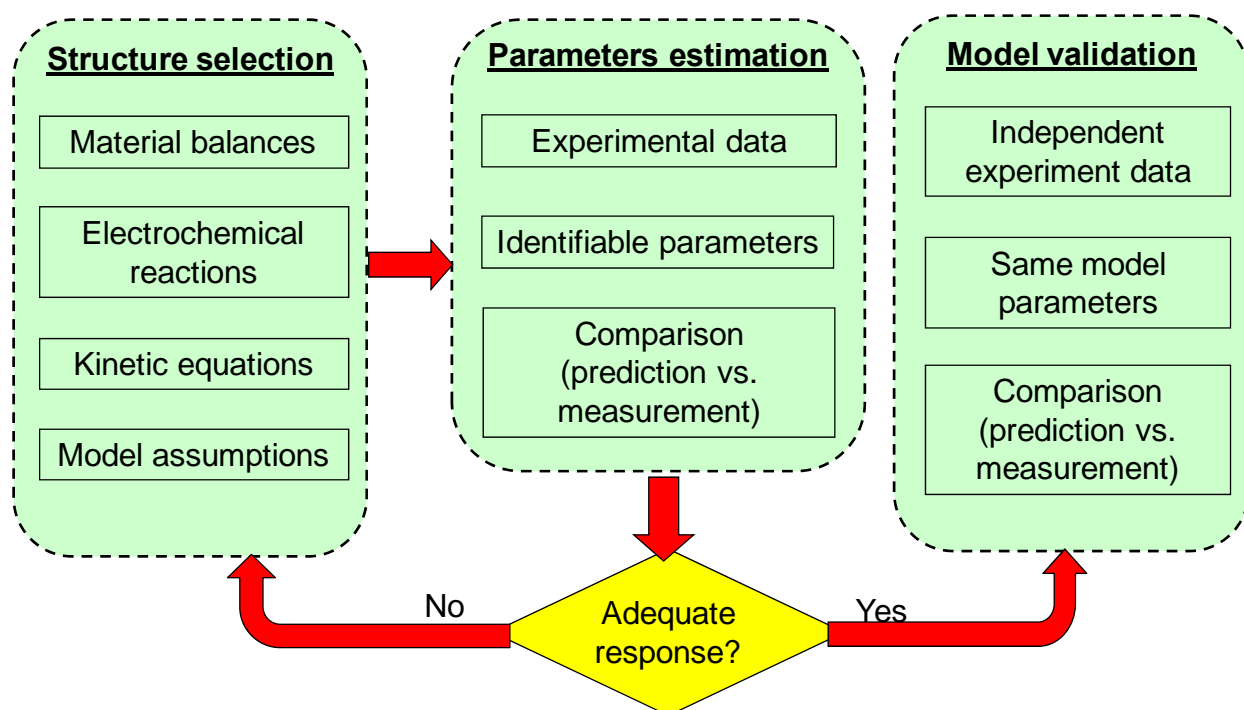 Structure selection
Material balances
Electrochemical
reactions
Kinetic equations
Model assumptions
Parameters estimation
Experimental data
Identifiable parameters
Comparison
(prediction vs.
measurement)
Model validation
Independent
experiment data
Same model
parameters
Comparison
(prediction vs.
measurement)
No
Adequate
response?
Yes